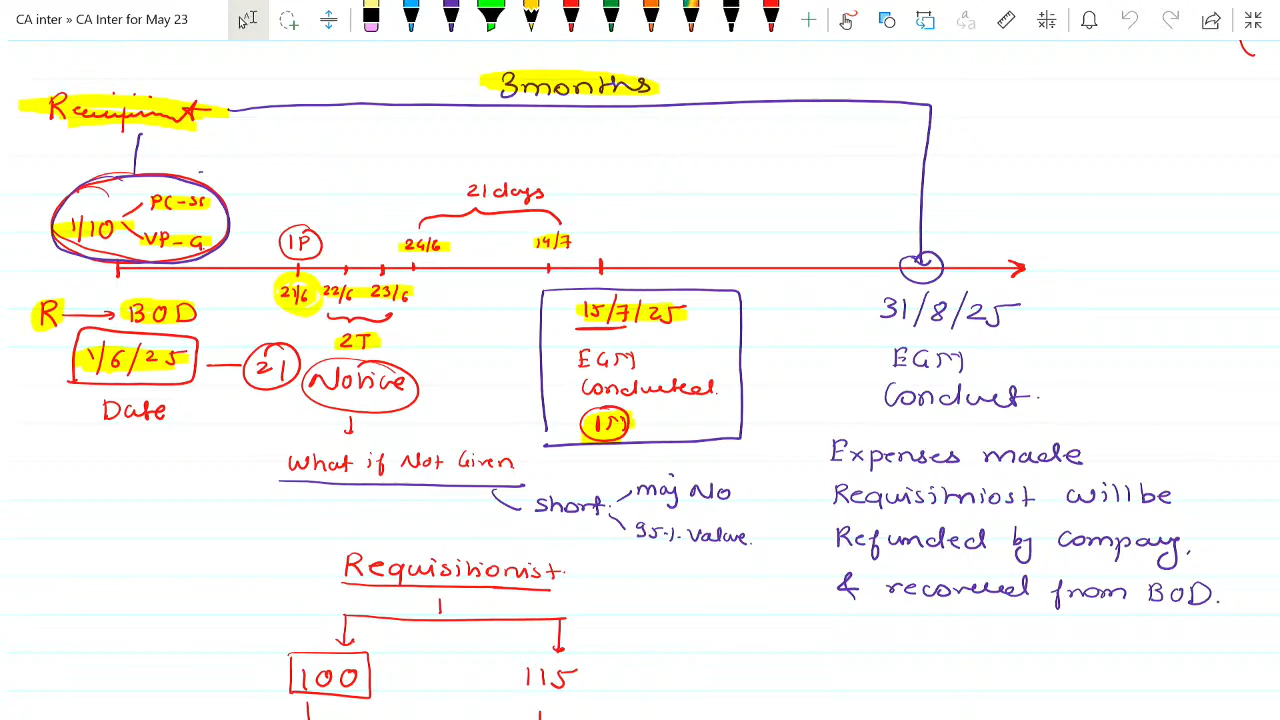 CA inter » CA Inter for May 23
3months
1/10
PC-SC
VP-G
21 days
1P
24/6
14/7
21/6
22/6
23/6
R → BOD
2T
1/6/25
21
Notice
Date
15/7/25
EGM
Conducted.
1M
31/8/25
EGM
Conduct.
What if Not Given
short.
maj No
95% value.
Expenses made
Requisitniost will be
Refunded by company.
& recovered from BOD.
Requisitionist.
100
115